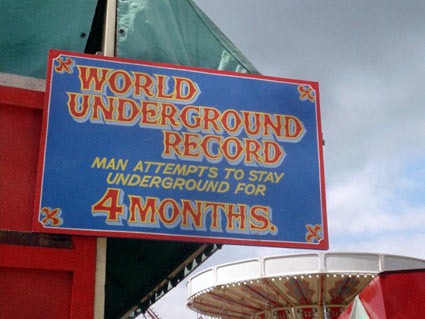 WORLD
UNDERGROUND
RECORD
MAN ATTEMPTS TO STAY
UNDERGROUND FOR
4 MONTHS.